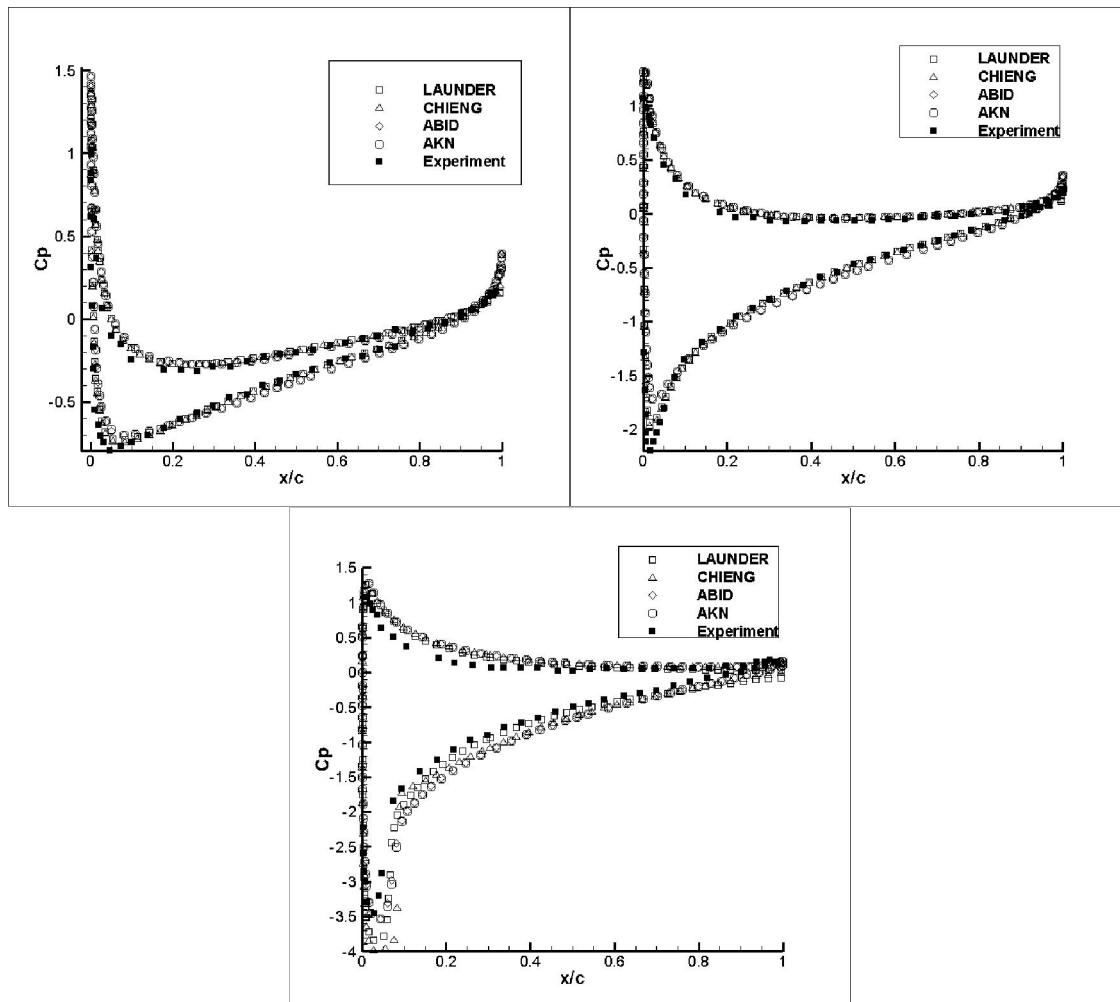 1.5
1
0.5
0
-0.5
Cp
0
0.2
0.4
0.6
0.8
1
x/c
LAUNDER
CHIENG
ABID
AKN
Experiment
1
0.5
0
-0.5
-1
-1.5
-2
Cp
0
0.2
0.4
0.6
0.8
1
x/c
LAUNDER
CHIENG
ABID
AKN
Experiment
1.5
1
0.5
0
-0.5
-1
-1.5
-2
-2.5
-3
-3.5
-4
Cp
0
0.2
0.4
0.6
0.8
1
x/c
LAUNDER
CHIENG
ABID
AKN
Experiment